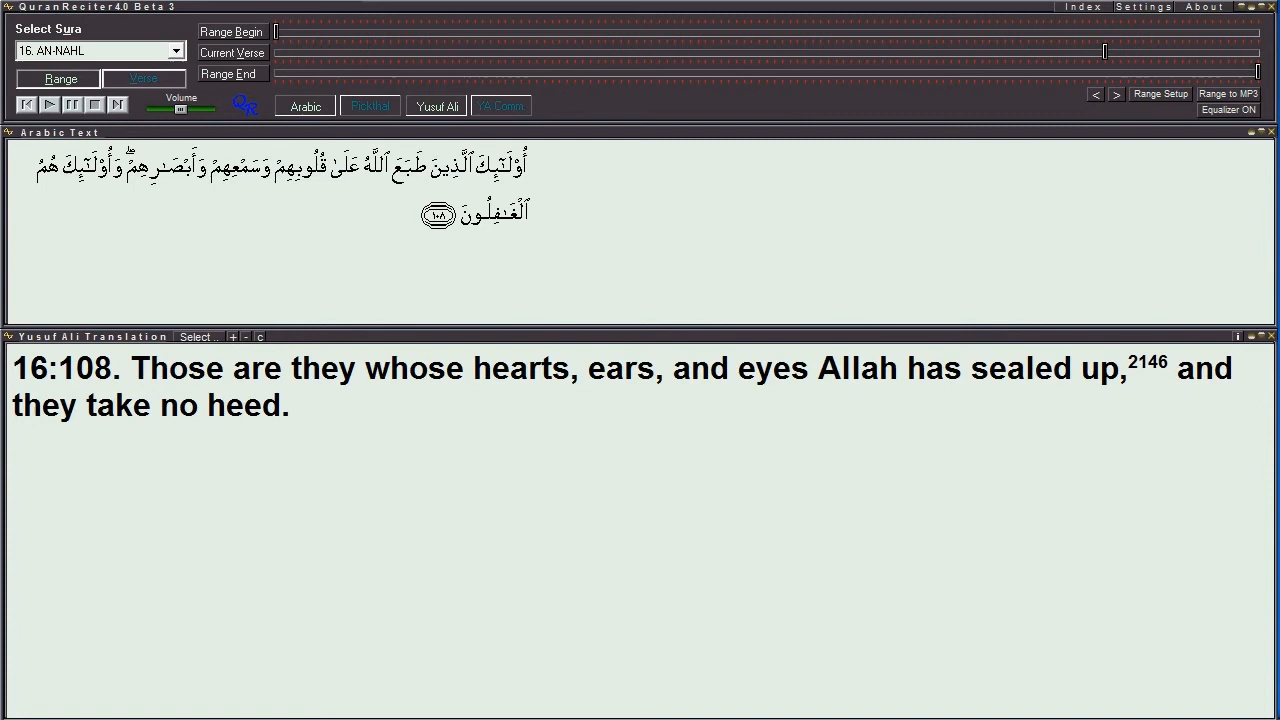 QuranReciter4.0 Beta 3
Index Settings About
Select Sura
16. AN-NAHL
Range Verse
Volume
Range Begin
Current Verse
Range End
Arabic Pickthal Yusuf Ali YA Comm.
< > Range Setup Range to MP3
Equalizer ON
Arabic Text
أُو۟لَـٰٓئِكَ ٱلَّذِينَ طَبَعَ ٱللَّهُ عَلَىٰ قُلُوبِهِمْ وَسَمْعِهِمْ وَأَبْصَـٰرِهِمْ ۖ وَأُو۟لَـٰٓئِكَ هُمُ
ٱلْغَـٰفِلُونَ ١٠٨
Yusuf Ali Translation Select .. + - c i
16:108. Those are they whose hearts, ears, and eyes Allah has sealed up,2146 and
they take no heed.